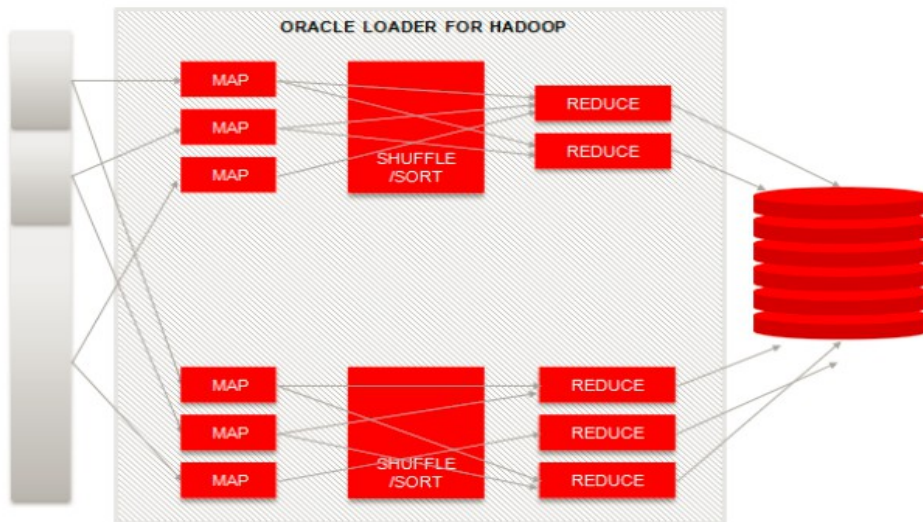 ORACLE LOADER FOR HADOOP
MAP
MAP
MAP
SHUFFLE
/SORT
REDUCE
REDUCE
MAP
MAP
MAP
SHUFFLE
/SORT
REDUCE
REDUCE
REDUCE